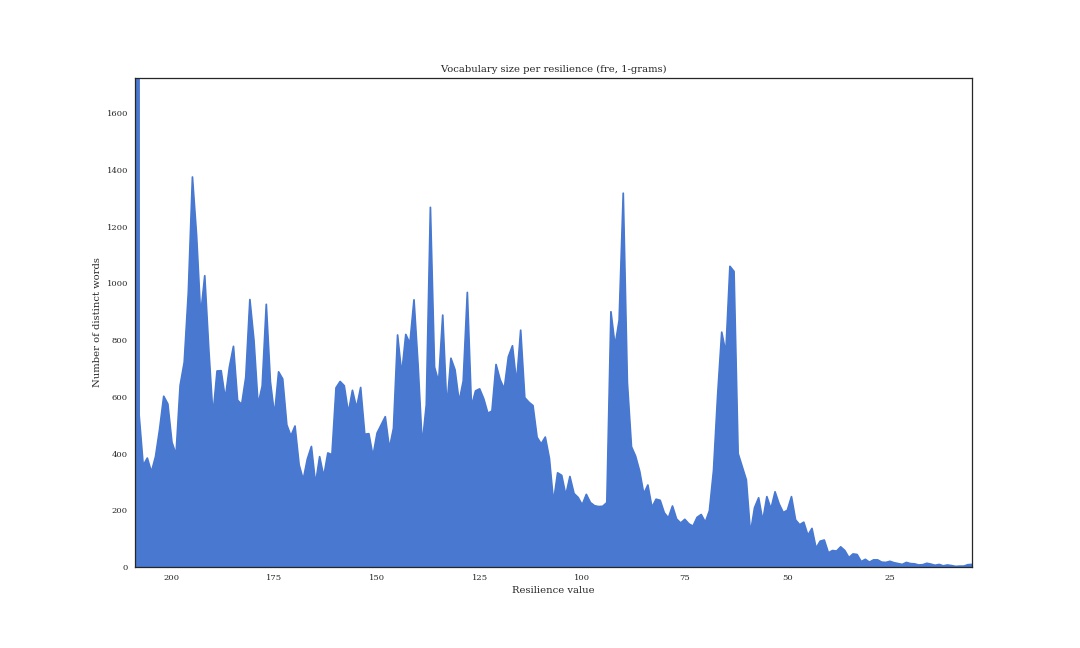 Vocabulary size per resilience (fre, 1-grams)
Number of distinct words
1600
1400
1200
1000
800
600
400
200
0
200 175 150 125 100 75 50 25
Resilience value